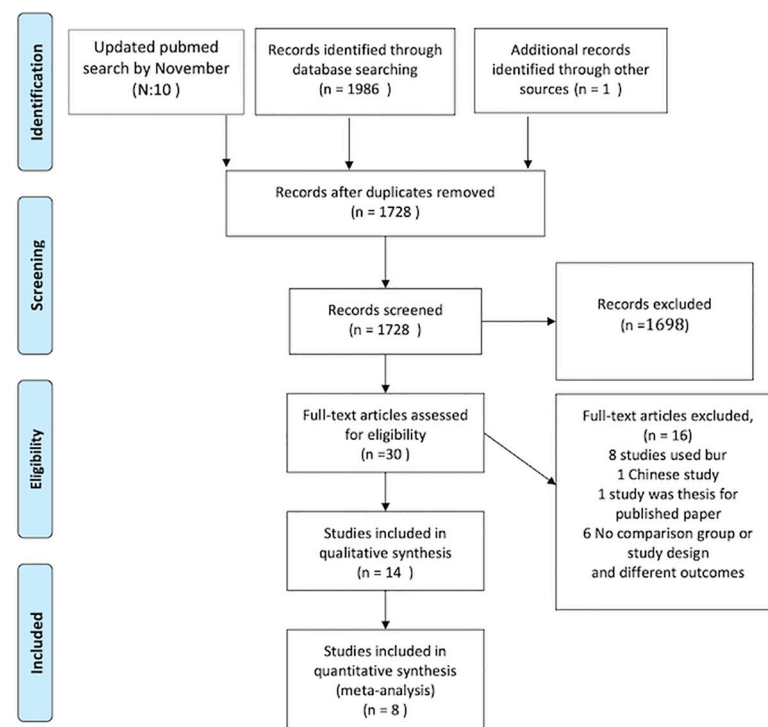 Identification
Updated pubmed
search by November
(N:10 )
Records identified through
database searching
(n = 1986 )
Additional records
identified through other
sources (n = 1 )
Records after duplicates removed
(n = 1728 )
Screening
Records screened
(n = 1728 )
Records excluded
(n =1698)
Eligibility
Full-text articles assessed
for eligibility
(n =30 )
Full-text articles excluded,
(n = 16)
8 studies used bur
1 Chinese study
1 study was thesis for
published paper
6 No comparison group or
study design
and different outcomes
Studies included in
qualitative synthesis
(n = 14 )
Included
Studies included in
quantitative synthesis
(meta-analysis)
(n = 8 )